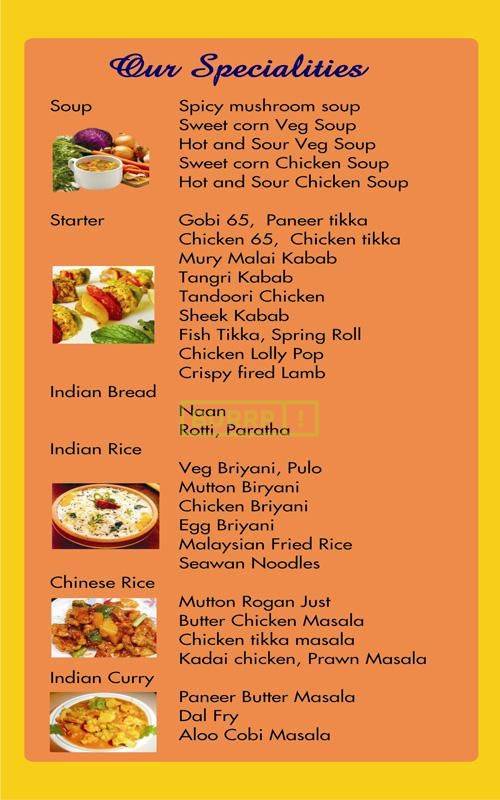 Our Specialities
Soup
Spicy mushroom soup
Sweet corn Veg Soup
Hot and Sour Veg Soup
Sweet corn Chicken Soup
Hot and Sour Chicken Soup
Starter
Gobi 65, Paneer tikka
Chicken 65, Chicken tikka
Mury Malai Kabab
Tangri Kabab
Tandoori Chicken
Sheek Kabab
Fish Tikka, Spring Roll
Chicken Lolly Pop
Crispy fired Lamb
Indian Bread
Naan
Rotti, Paratha
Indian Rice
Veg Briyani, Pulo
Mutton Biryani
Chicken Briyani
Egg Briyani
Malaysian Fried Rice
Seawan Noodles
Chinese Rice
Mutton Rogan Just
Butter Chicken Masala
Chicken tikka masala
Kadai chicken, Prawn Masala
Indian Curry
Paneer Butter Masala
Dal Fry
Aloo Cobi Masala